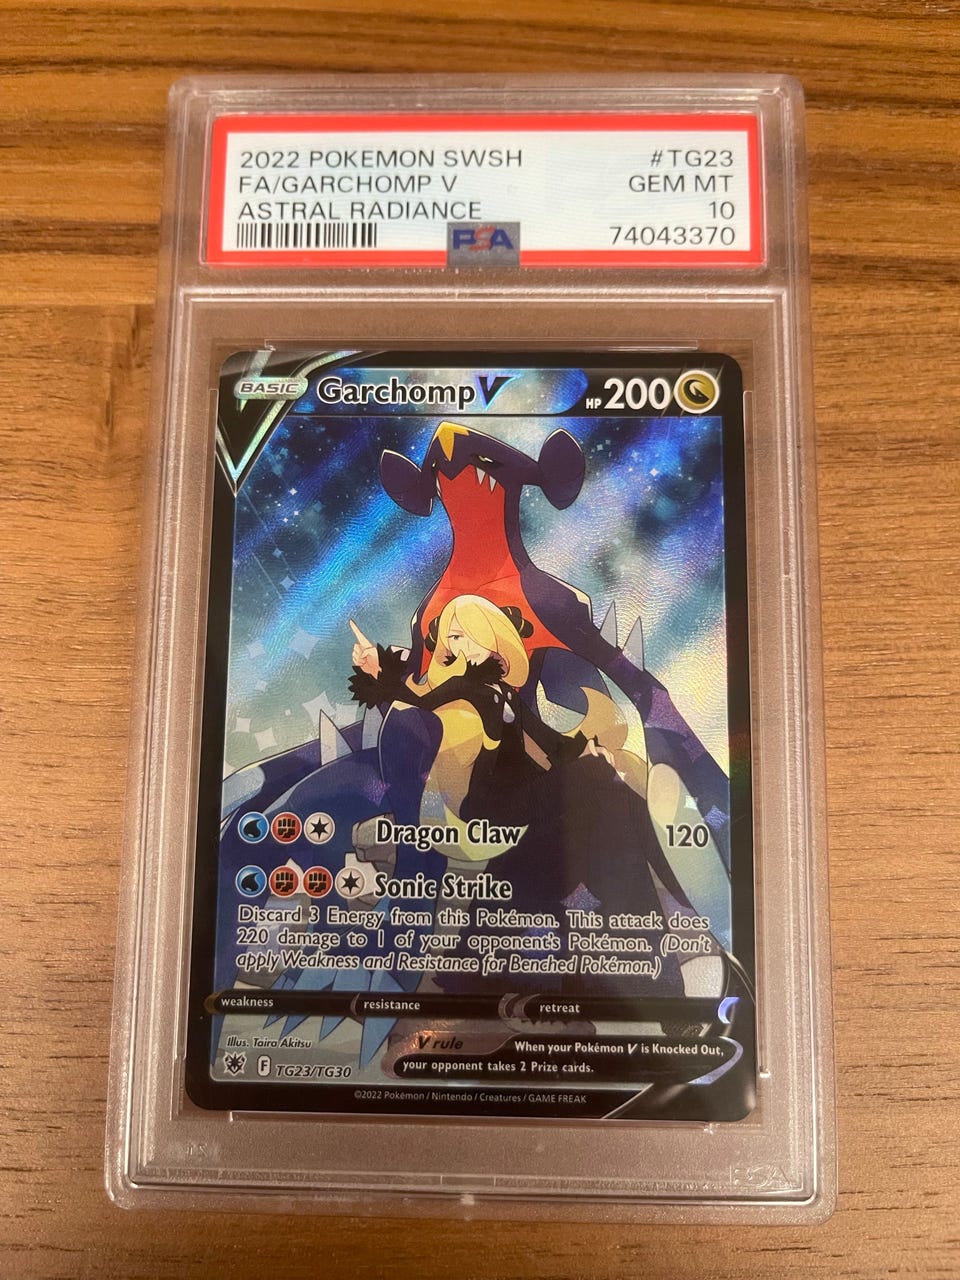 2022 POKEMON SWSH #TG23
FA/GARCHOMP V GEM MT
ASTRAL RADIANCE 10
PSA 74043370
BASIC Garchomp V HP 200
Dragon Claw 120
Sonic Strike
Discard 3 Energy from this Pokémon. This attack does
220 damage to 1 of your opponent's Pokémon. (Don't
apply Weakness and Resistance for Benched Pokémon.)
weakness resistance retreat
Illus. Taira Akitsu
V rule When your Pokémon V is Knocked Out,
your opponent takes 2 Prize cards.
F TG23/TG30
©2022 Pokémon / Nintendo / Creatures / GAME FREAK
PSA